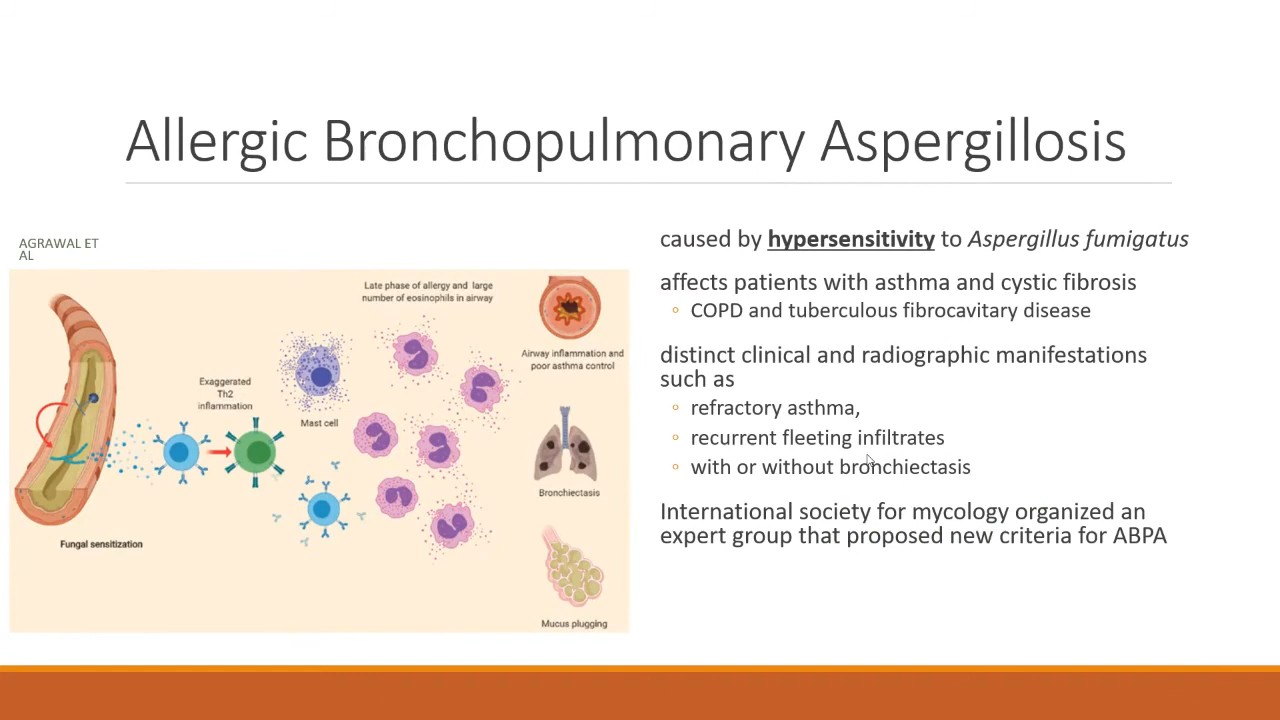 Allergic Bronchopulmonary Aspergillosis
AGRAWAL ET
AL
Late phase of allergy and large
number of eosinophils in airway
Airway inflammation and
poor asthma control
Exaggerated
Th2
inflammation
Mast cell
Bronchiectasis
Fungal sensitization
Mucus plugging
caused by hypersensitivity to Aspergillus fumigatus
affects patients with asthma and cystic fibrosis
◦ COPD and tuberculous fibrocavitary disease
distinct clinical and radiographic manifestations
such as
◦ refractory asthma,
◦ recurrent fleeting infiltrates
◦ with or without bronchiectasis
International society for mycology organized an
expert group that proposed new criteria for ABPA